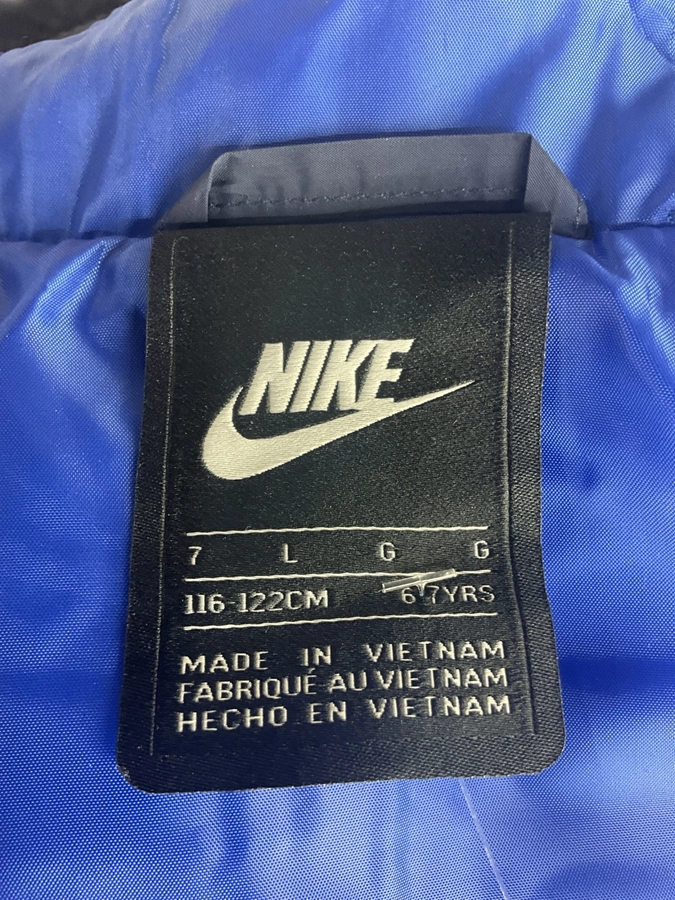 NIKE
7 L G G
116-122CM 6-7YRS
MADE IN VIETNAM
FABRIQUÉ AU VIETNAM
HECHO EN VIETNAM